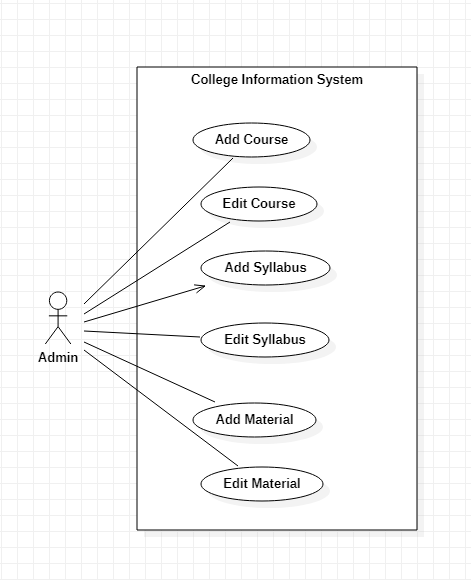 College Information System
Add Course
Edit Course
Add Syllabus
Edit Syllabus
Admin
Add Material
Edit Material